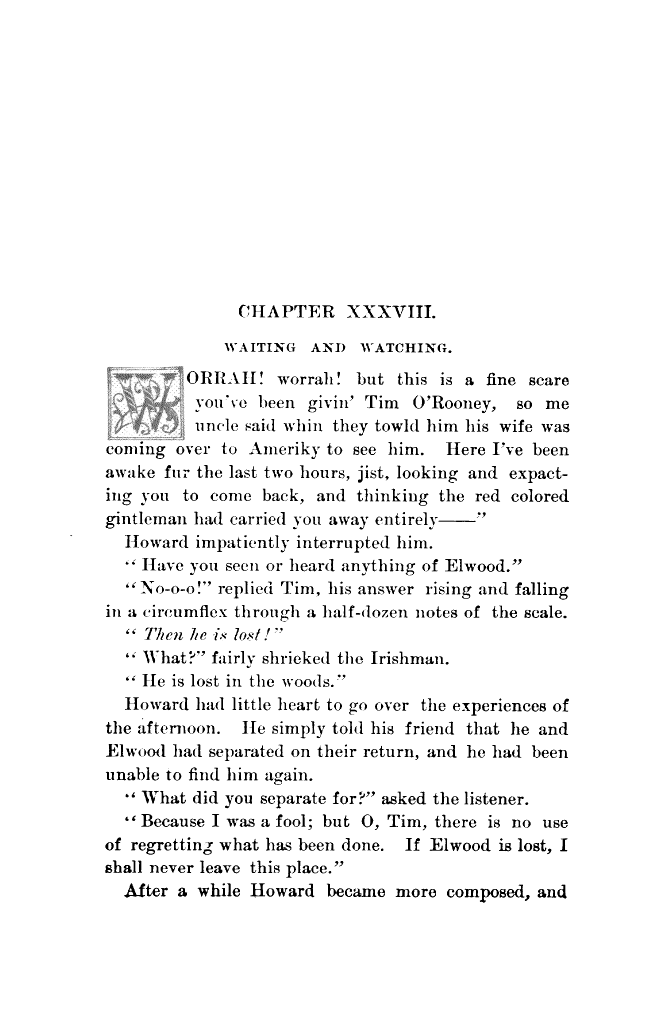 CHAPTER XXXVIII.
WAITING AND WATCHING.
WORRAH! worrah! but this is a fine scare
you've been givin' Tim O'Rooney, so me
uncle said whin they towld him his wife was
coming over to Ameriky to see him. Here I've been
awake fur the last two hours, jist, looking and expact-
ing you to come back, and thinking the red colored
gintleman had carried you away entirely——"
Howard impatiently interrupted him.
"Have you seen or heard anything of Elwood."
"No-o-o!" replied Tim, his answer rising and falling
in a circumflex through a half-dozen notes of the scale.
"Then he is lost!"
"What?" fairly shrieked the Irishman.
"He is lost in the woods."
Howard had little heart to go over the experiences of
the afternoon. He simply told his friend that he and
Elwood had separated on their return, and he had been
unable to find him again.
"What did you separate for?" asked the listener.
"Because I was a fool; but O, Tim, there is no use
of regretting what has been done. If Elwood is lost, I
shall never leave this place."
After a while Howard became more composed, and